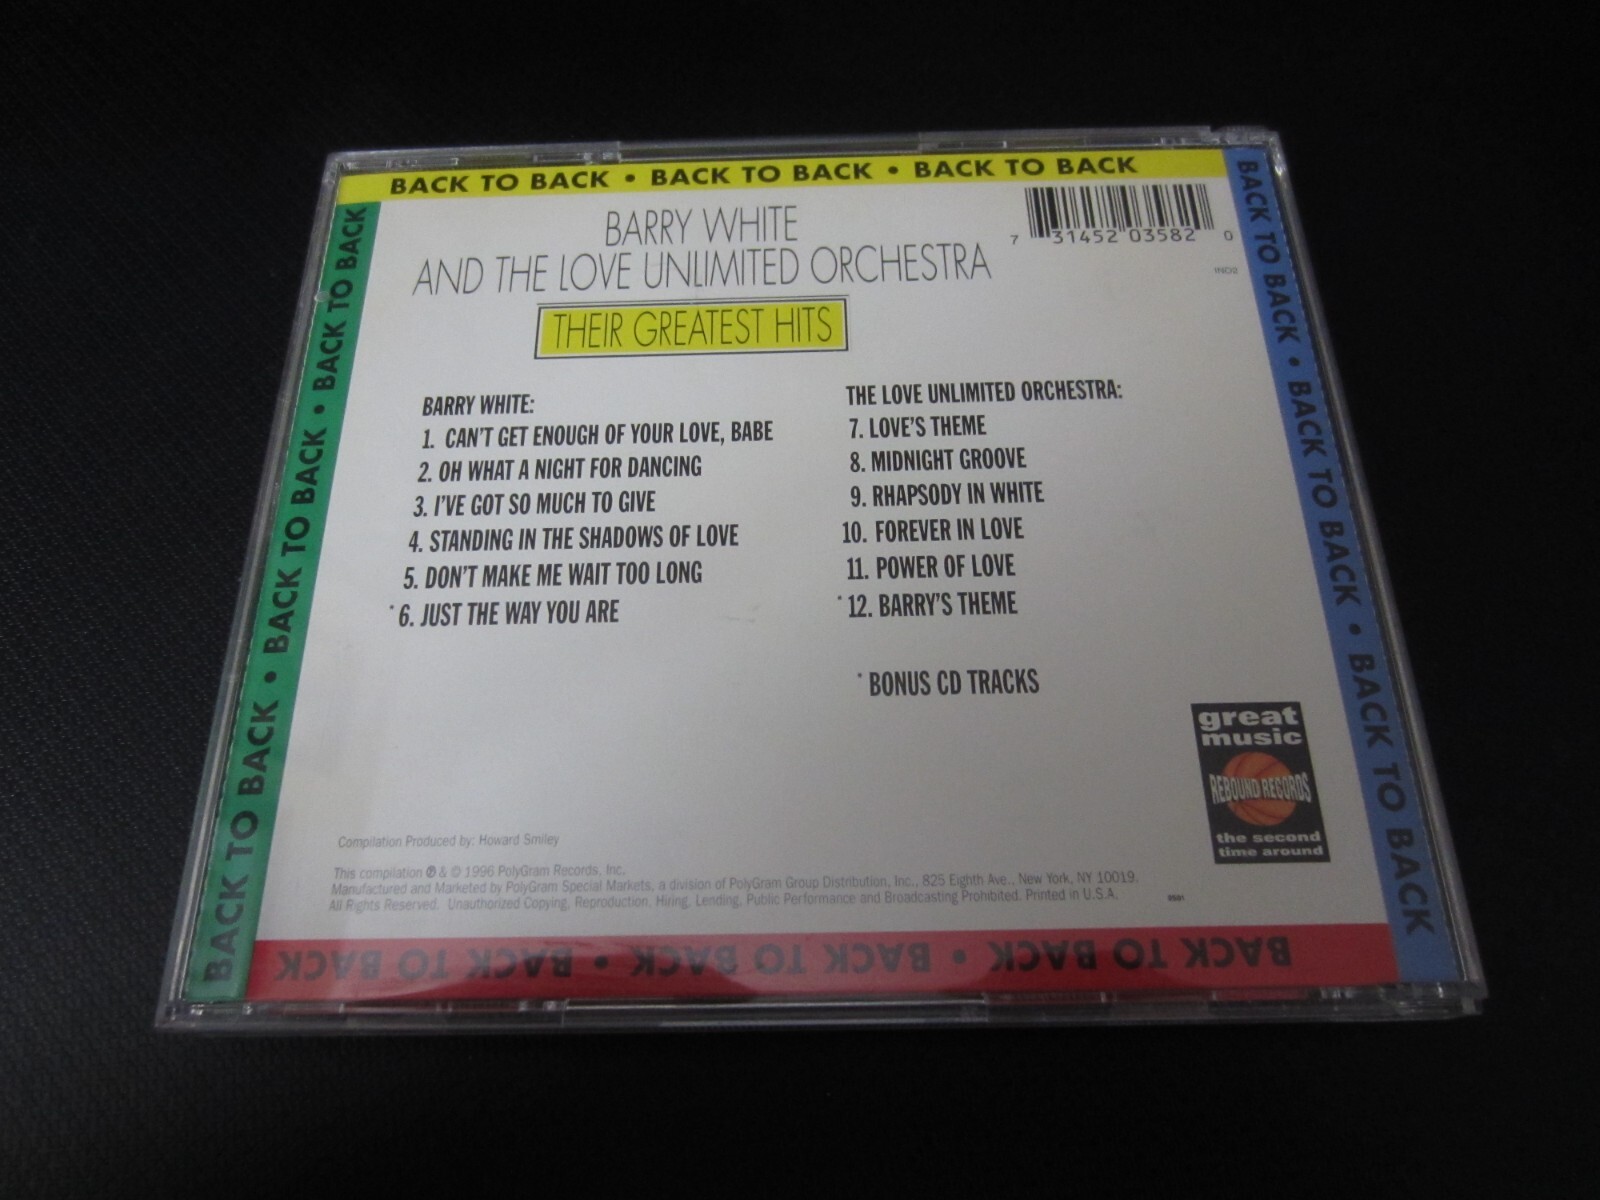 BACK TO BACK • BACK TO BACK • BACK TO BACK
BACK TO BACK • BACK TO BACK • BACK TO BACK
BACK TO BACK • BACK TO BACK • BACK TO BACK
BARRY WHITE
AND THE LOVE UNLIMITED ORCHESTRA
THEIR GREATEST HITS
7 31452 03582 0
IND2
BARRY WHITE:
1. CAN'T GET ENOUGH OF YOUR LOVE, BABE
2. OH WHAT A NIGHT FOR DANCING
3. I'VE GOT SO MUCH TO GIVE
4. STANDING IN THE SHADOWS OF LOVE
5. DON'T MAKE ME WAIT TOO LONG
*6. JUST THE WAY YOU ARE
THE LOVE UNLIMITED ORCHESTRA:
7. LOVE'S THEME
8. MIDNIGHT GROOVE
9. RHAPSODY IN WHITE
10. FOREVER IN LOVE
11. POWER OF LOVE
*12. BARRY'S THEME
*BONUS CD TRACKS
great
music
REBOUND RECORDS
the second
time around
Compilation Produced by: Howard Smiley
This compilation ℗ & © 1996 PolyGram Records, Inc.
Manufactured and Marketed by PolyGram Special Markets, a division of PolyGram Group Distribution, Inc., 825 Eighth Ave., New York, NY 10019.
All Rights Reserved. Unauthorized Copying, Reproduction, Hiring, Lending, Public Performance and Broadcasting Prohibited. Printed in U.S.A.
BACK TO BACK • BACK TO BACK • BACK TO BACK